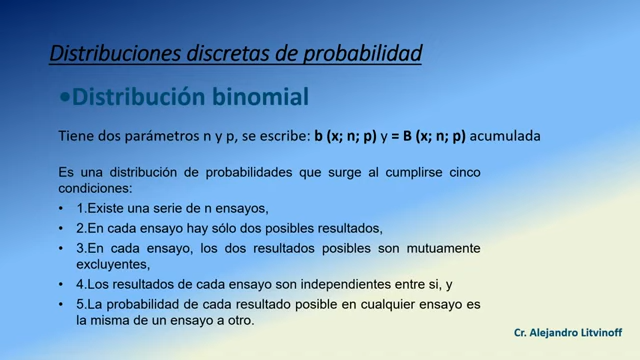 Distribuciones discretas de probabilidad
•Distribución binomial
Tiene dos parámetros n y p, se escribe: b (x; n; p) y = B (x; n; p) acumulada
Es una distribución de probabilidades que surge al cumplirse cinco
condiciones:
• 1.Existe una serie de n ensayos,
• 2.En cada ensayo hay sólo dos posibles resultados,
• 3.En cada ensayo, los dos resultados posibles son mutuamente
excluyentes,
• 4.Los resultados de cada ensayo son independientes entre si, y
• 5.La probabilidad de cada resultado posible en cualquier ensayo es
la misma de un ensayo a otro.
Cr. Alejandro Litvinoff